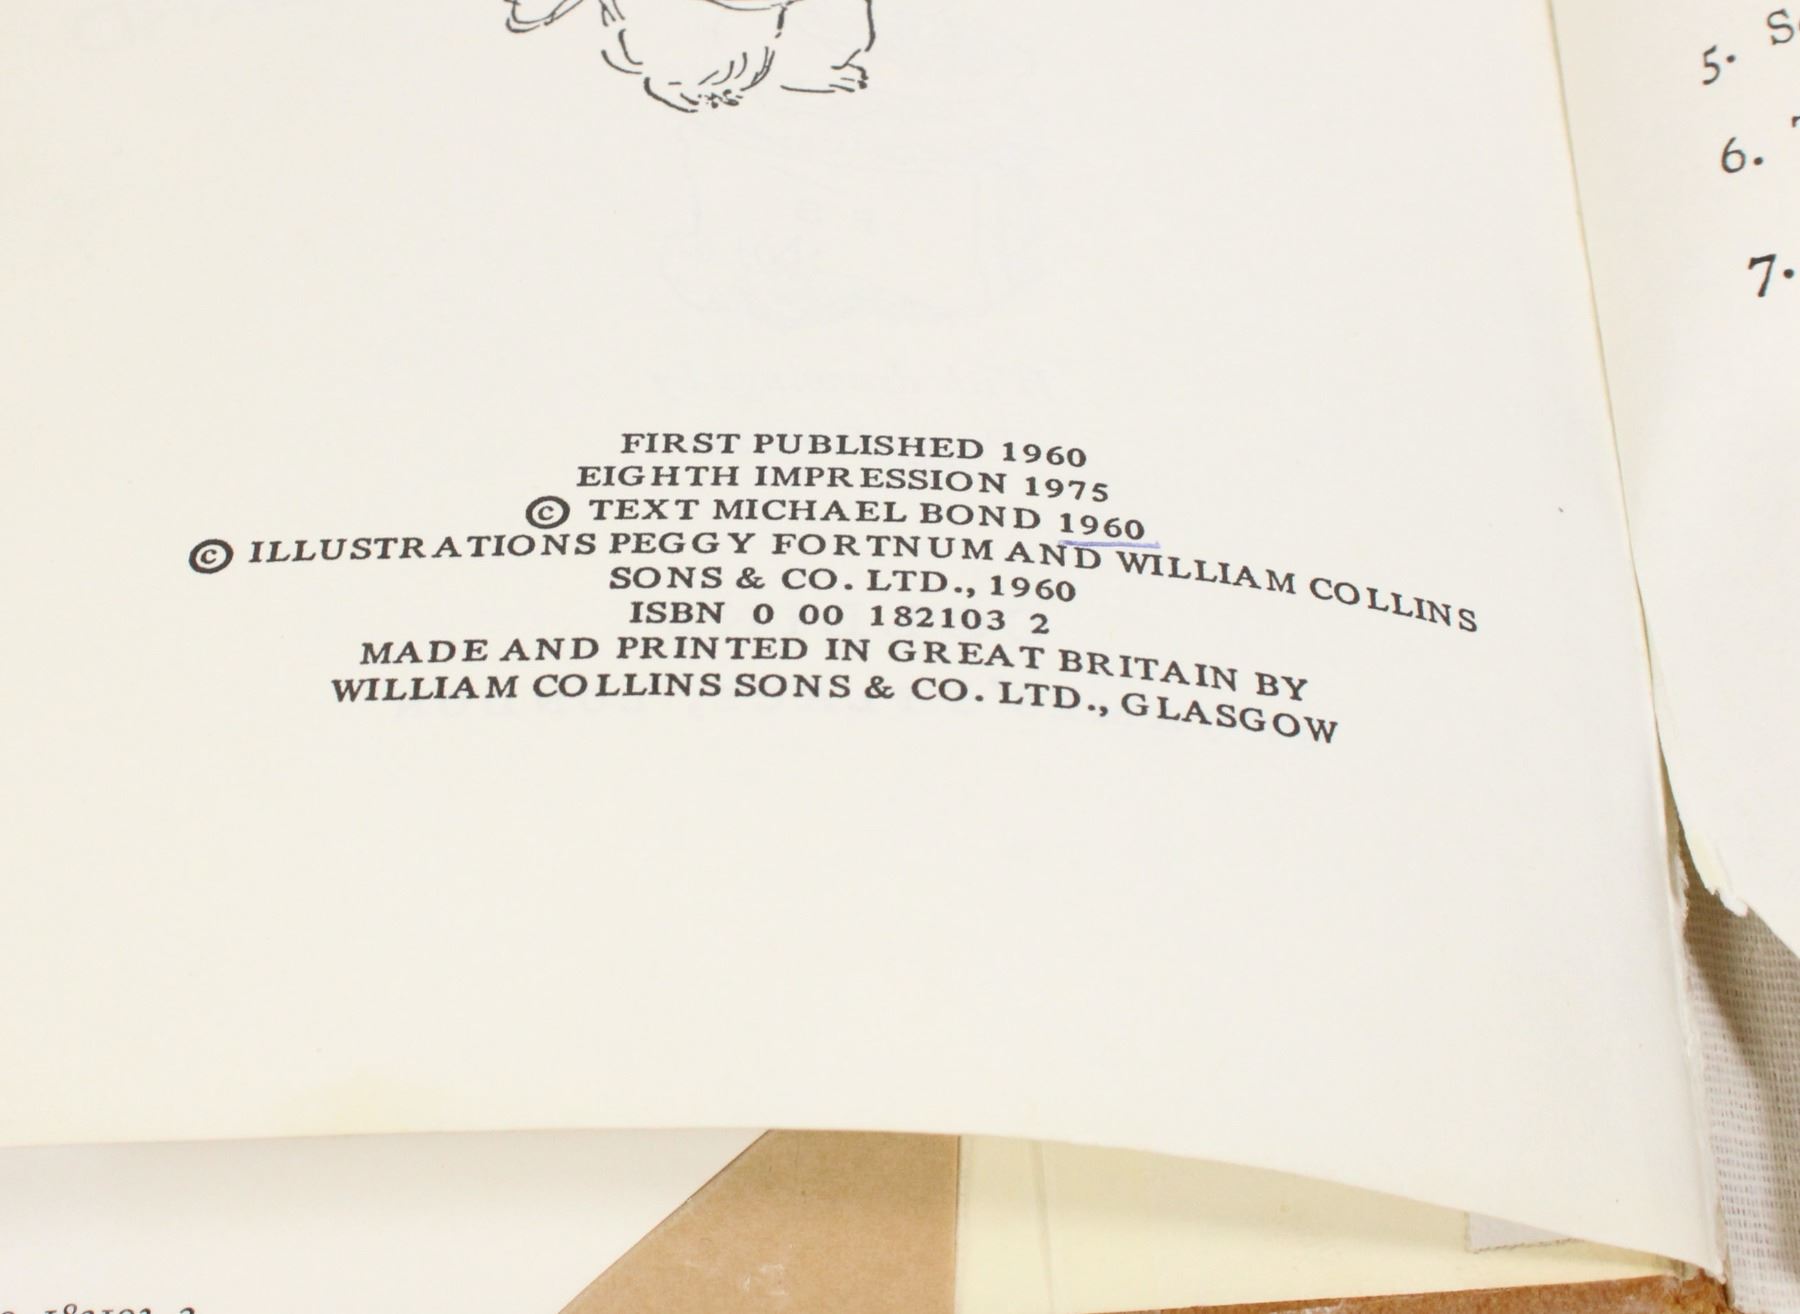 FIRST PUBLISHED 1960
EIGHTH IMPRESSION 1975
© TEXT MICHAEL BOND 1960
© ILLUSTRATIONS PEGGY FORTNUM AND WILLIAM COLLINS
SONS & CO. LTD., 1960
ISBN 0 00 182103 2
MADE AND PRINTED IN GREAT BRITAIN BY
WILLIAM COLLINS SONS & CO. LTD., GLASGOW
5.
6.
7.